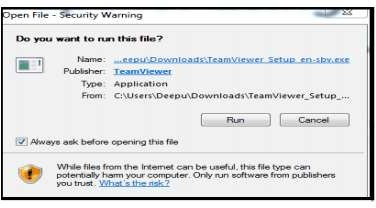 Open File - Security Warning
Do you want to run this file?
Name: ...eepu\Downloads\TeamViewer_Setup_en-sbv.exe
Publisher: TeamViewer
Type: Application
From: C:\Users\Deepu\Downloads\TeamViewer_Setup_...
Run Cancel
Always ask before opening this file
While files from the Internet can be useful, this file type can
potentially harm your computer. Only run software from publishers
you trust. What's the risk?